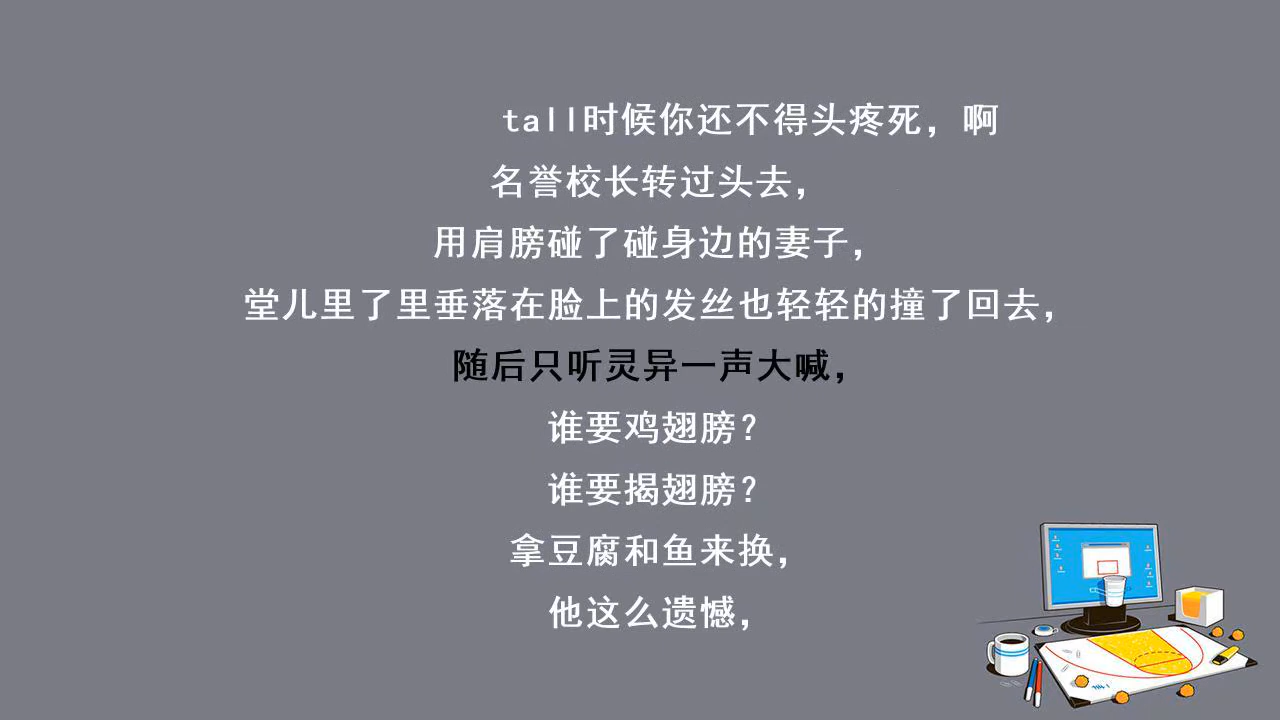 tall时候你还不得头疼死，啊
名誉校长转过头去，
用肩膀碰了碰身边的妻子，
堂儿里了里垂落在脸上的发丝也轻轻的撞了回去，
随后只听灵异一声大喊，
谁要鸡翅膀？
谁要揭翅膀？
拿豆腐和鱼来换，
他这么遗憾，